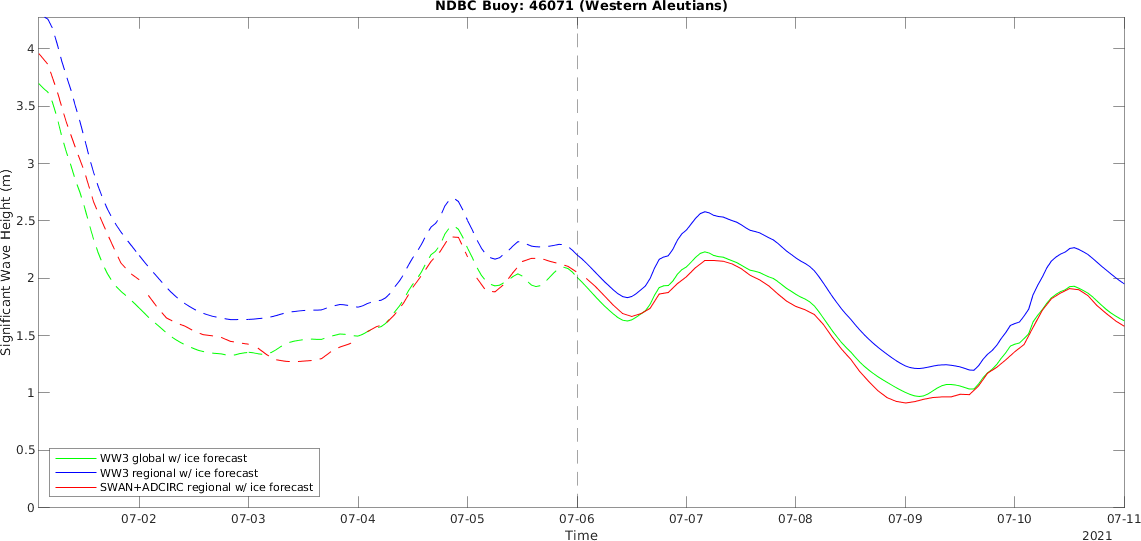 NDBC Buoy: 46071 (Western Aleutians)
Significant Wave Height (m)
4
3.5
3
2.5
2
1.5
1
0.5
0
WW3 global w/ ice forecast
WW3 regional w/ ice forecast
SWAN+ADCIRC regional w/ ice forecast
07-02 07-03 07-04 07-05 07-06 07-07 07-08 07-09 07-10 07-11
Time
2021